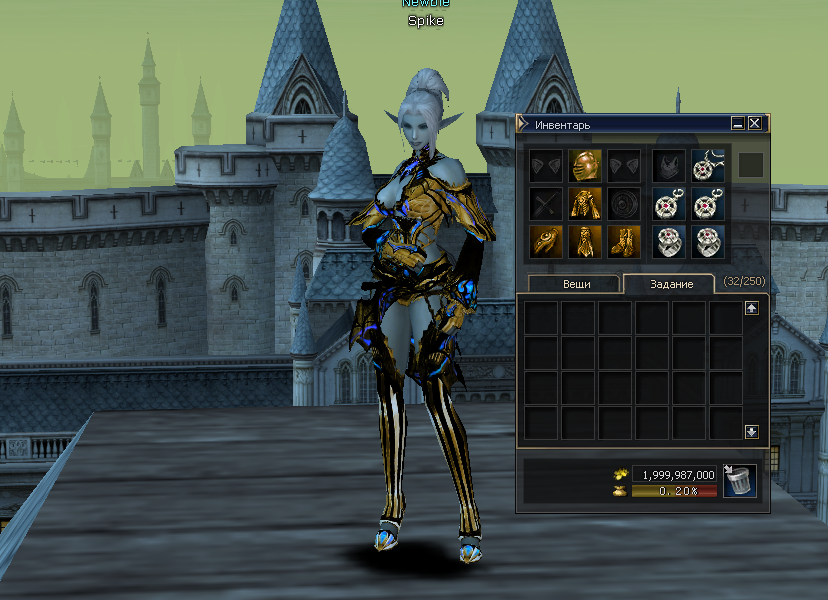 Newbie
Spike
Инвентарь
Вещи
Задание
(32/250)
1,999,987,000
0.20%